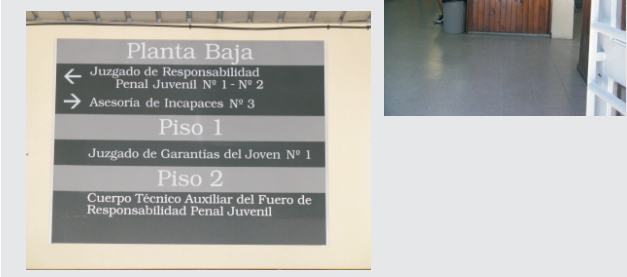 Planta Baja
← Juzgado de Responsabilidad
Penal Juvenil Nº 1 - Nº 2
→ Asesoría de Incapaces Nº 3
Piso 1
Juzgado de Garantías del Joven Nº 1
Piso 2
Cuerpo Técnico Auxiliar del Fuero de
Responsabilidad Penal Juvenil